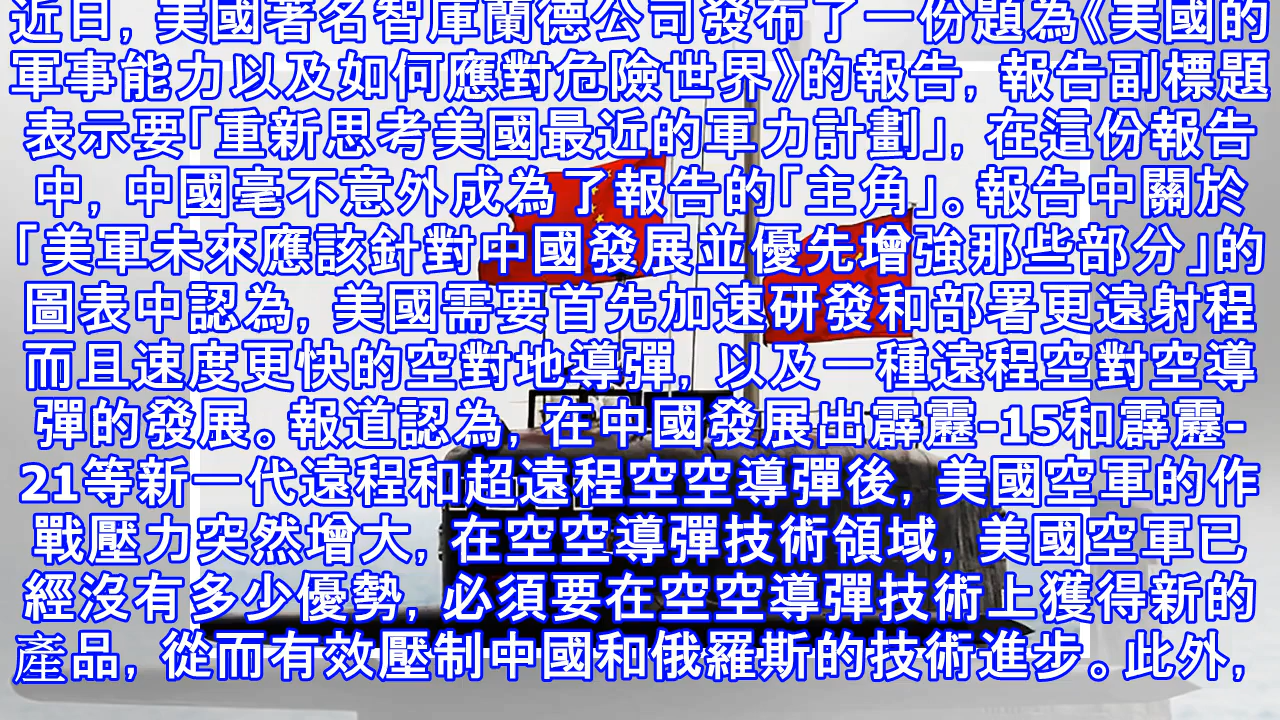 近日, 美國著名智庫蘭德公司發布了一份題為《美國的
軍事能力以及如何應對危險世界》的報告, 報告副標題
表示要「重新思考美國最近的軍力計劃」, 在這份報告
中, 中國毫不意外成為了報告的「主角」。報告中關於
「美軍未來應該針對中國發展並優先增強那些部分」的
圖表中認為, 美國需要首先加速研發和部署更遠射程
而且速度更快的空對地導彈, 以及一種遠程空對空導
彈的發展。報道認為, 在中國發展出霹靂-15和霹靂-
21等新一代遠程和超遠程空空導彈後, 美國空軍的作
戰壓力突然增大, 在空空導彈技術領域, 美國空軍已
經沒有多少優勢, 必須要在空空導彈技術上獲得新的
產品, 從而有效壓制中國和俄羅斯的技術進步。此外,